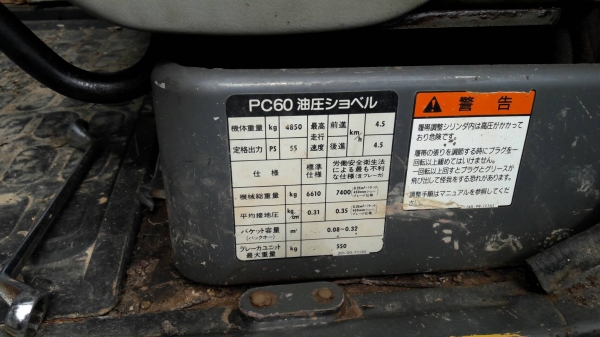 PC60 油圧ショベル
機体重量 kg 4850 最高走行速度 km/h 前進 4.5
定格出力 PS 55 後進 4.5
仕様 標準仕様 労働安全衛生法による最も不利な仕様
機械総重量 kg 6610 7400
平均接地圧 0.31 0.35
バケット容量 m³ 0.08~0.32
(バックホー)
ブレーカユニット最大重量 kg 550
警告
履帯調整シリンダ内は高圧がかかって
おり危険です。
履帯の張りを調節する時にプラグを一
回転以上緩めてはいけません。
一回転以上回すとプラグとグリースが
飛び出して怪我をする恐れがあります。
調整手順はマニュアルを参照してくだ
さい。